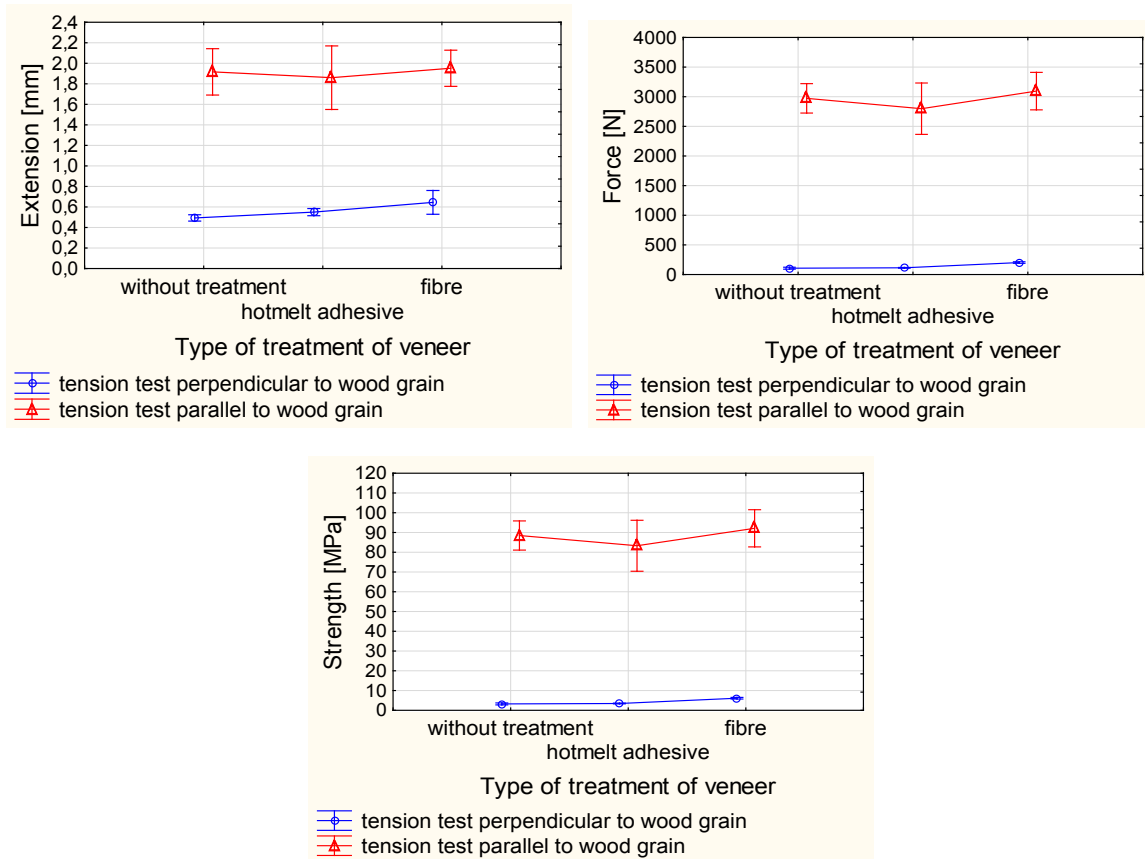 Extension [mm]
2,4
2,2
2,0
1,8
1,6
1,4
1,2
1,0
0,8
0,6
0,4
0,2
0,0
without treatment
fibre
hotmelt adhesive
Type of treatment of veneer
tension test perpendicular to wood grain
tension test parallel to wood grain
Force [N]
4000
3500
3000
2500
2000
1500
1000
500
0
without treatment
fibre
hotmelt adhesive
Type of treatment of veneer
tension test perpendicular to wood grain
tension test parallel to wood grain
Strength [MPa]
120
110
100
90
80
70
60
50
40
30
20
10
0
without treatment
fibre
hotmelt adhesive
Type of treatment of veneer
tension test perpendicular to wood grain
tension test parallel to wood grain